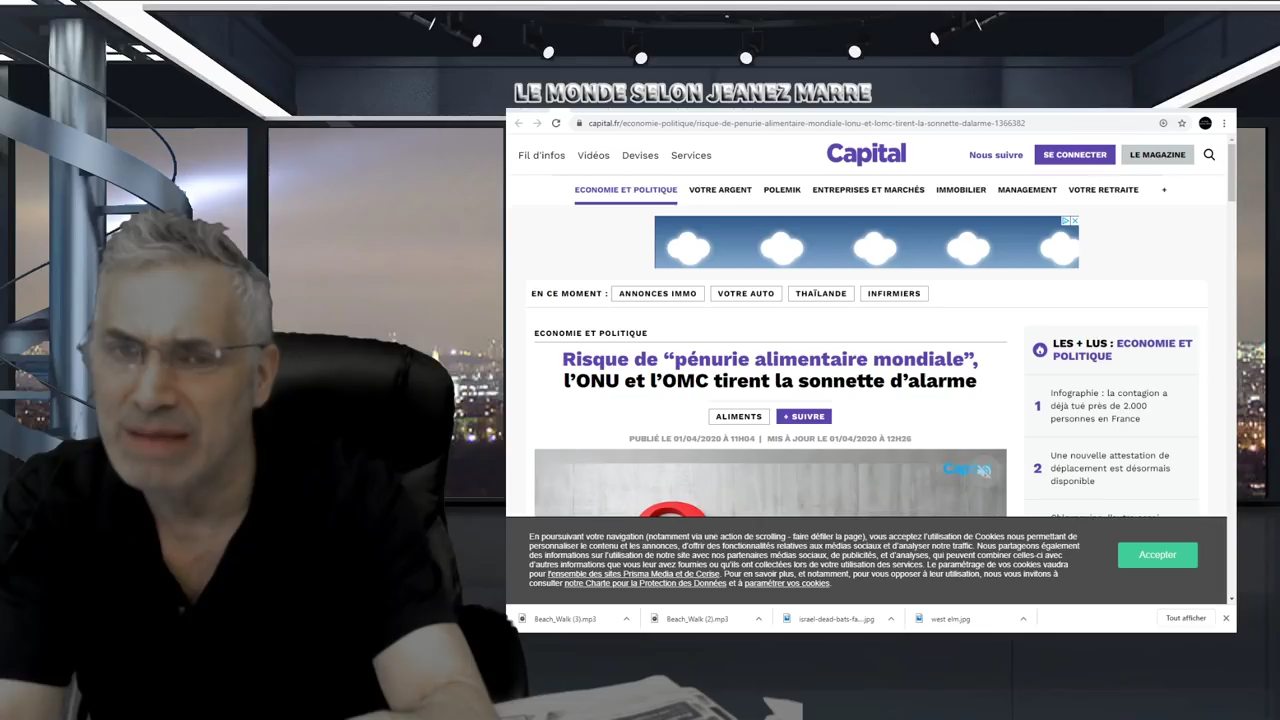 LE MONDE SELON JEANEZ MARRE
capital.fr/economie-politique/risque-de-penurie-alimentaire-mondiale-lonu-et-lomc-tirent-la-sonnette-dalarme-1366382
Fil d'infos Vidéos Devises Services
Capital
Nous suivre SE CONNECTER LE MAGAZINE
ECONOMIE ET POLITIQUE VOTRE ARGENT POLEMIK ENTREPRISES ET MARCHÉS IMMOBILIER MANAGEMENT VOTRE RETRAITE +
EN CE MOMENT : ANNONCES IMMO VOTRE AUTO THAÏLANDE INFIRMIERS
ECONOMIE ET POLITIQUE
Risque de “pénurie alimentaire mondiale”,
l’ONU et l’OMC tirent la sonnette d’alarme
ALIMENTS + SUIVRE
PUBLIÉ LE 01/04/2020 À 11H04 | MIS À JOUR LE 01/04/2020 À 12H26
LES + LUS : ECONOMIE ET
POLITIQUE
1 Infographie : la contagion a
déjà tué près de 2.000
personnes en France
2 Une nouvelle attestation de
déplacement est désormais
disponible
En poursuivant votre navigation (notamment via une action de scrolling - faire défiler la page), vous acceptez l'utilisation de Cookies nous permettant de
personnaliser le contenu et les annonces, d'offrir des fonctionnalités relatives aux médias sociaux et d'analyser notre traffic. Nous partageons également
des informations sur l'utilisation de notre site avec nos partenaires médias sociaux, de publicités, et d'analyses, qui peuvent combiner celles-ci avec
d'autres informations que vous leur avez fournies ou qu'ils ont collectées lors de votre utilisation des services. Le paramétrage de vos cookies vaudra
pour l'ensemble des sites Prisma Media et de Cerise. Pour en savoir plus, et notamment, pour vous opposer à leur utilisation, nous vous invitons à
consulter notre Charte pour la Protection des Données et à paramétrer vos cookies.
Accepter
Beach_Walk (3).mp3 Beach_Walk (2).mp3 israel-dead-bats-fa....jpg west elm.jpg Tout afficher